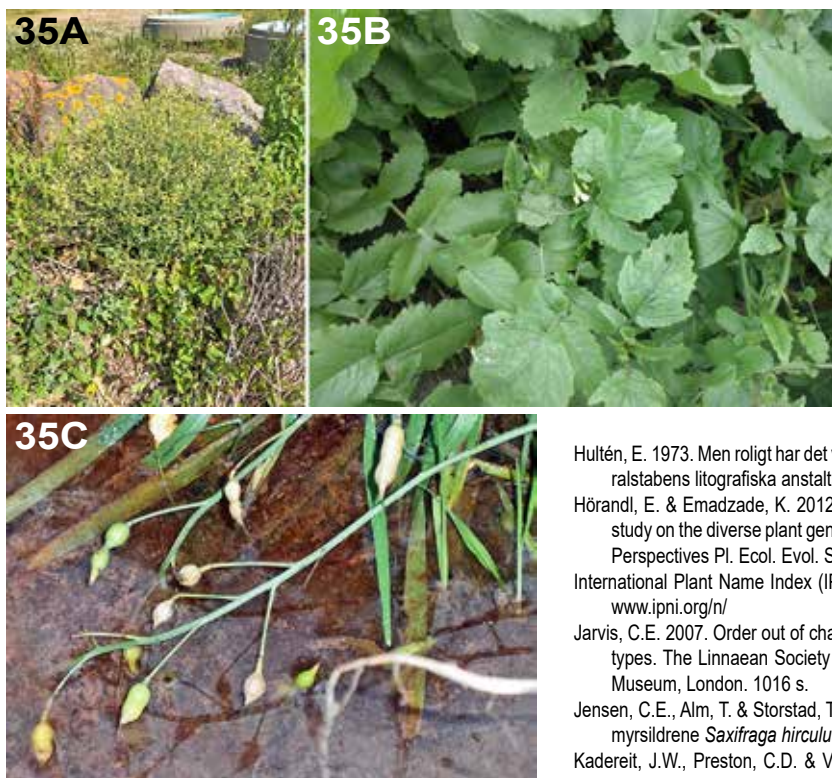 35A
35B
35C
Hultén, E. 1973. Men roligt har det
ralstabens litografiska anstalt
Hörandl, E. & Emadzade, K. 2012
study on the diverse plant gen
Perspectives Pl. Ecol. Evol. S
International Plant Name Index (IP
www.ipni.org/n/
Jarvis, C.E. 2007. Order out of cha
types. The Linnaean Society
Museum, London. 1016 s.
Jensen, C.E., Alm, T. & Storstad, T
myrsildrene Saxifraga hirculu
Kadereit, J.W., Preston, C.D. & V